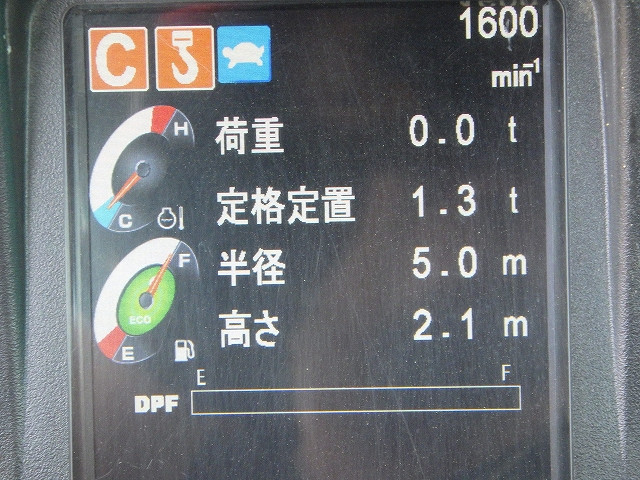 1600
min-1
C
H
C
荷重 0.0 t
定格定置 1.3 t
半径 5.0 m
高さ 2.1 m
F
ECO
E
E F
DPF